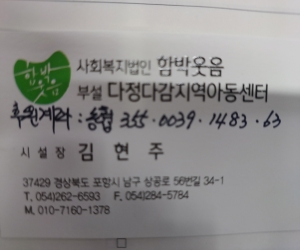 함박웃음
사회복지법인 함박웃음
부설 다정다감지역아동센터
후원계좌 : 농협 355-0039-1483-63
시 설 장 김 현 주
37429 경상북도 포항시 남구 상공로 56번길 34-1
T. 054)262-6593 F. 054)284-5784
M. 010-7160-1378